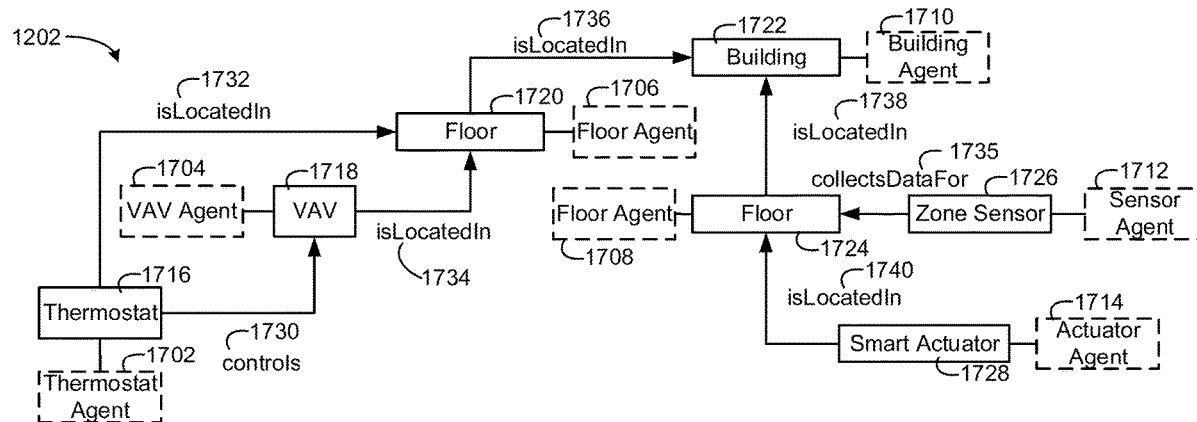 1202
1736
isLocatedIn
1722
Building
1710
Building
Agent
1732
isLocatedIn
1720
Floor
1706
Floor Agent
1738
isLocatedIn
1704
VAV Agent
1718
VAV
isLocatedIn
1734
1735
collectsDataFor
1726
Zone Sensor
1712
Sensor
Agent
Floor Agent
1708
Floor
1724
1716
Thermostat
1730
controls
1702
Thermostat
Agent
1740
isLocatedIn
Smart Actuator
1728
1714
Actuator
Agent